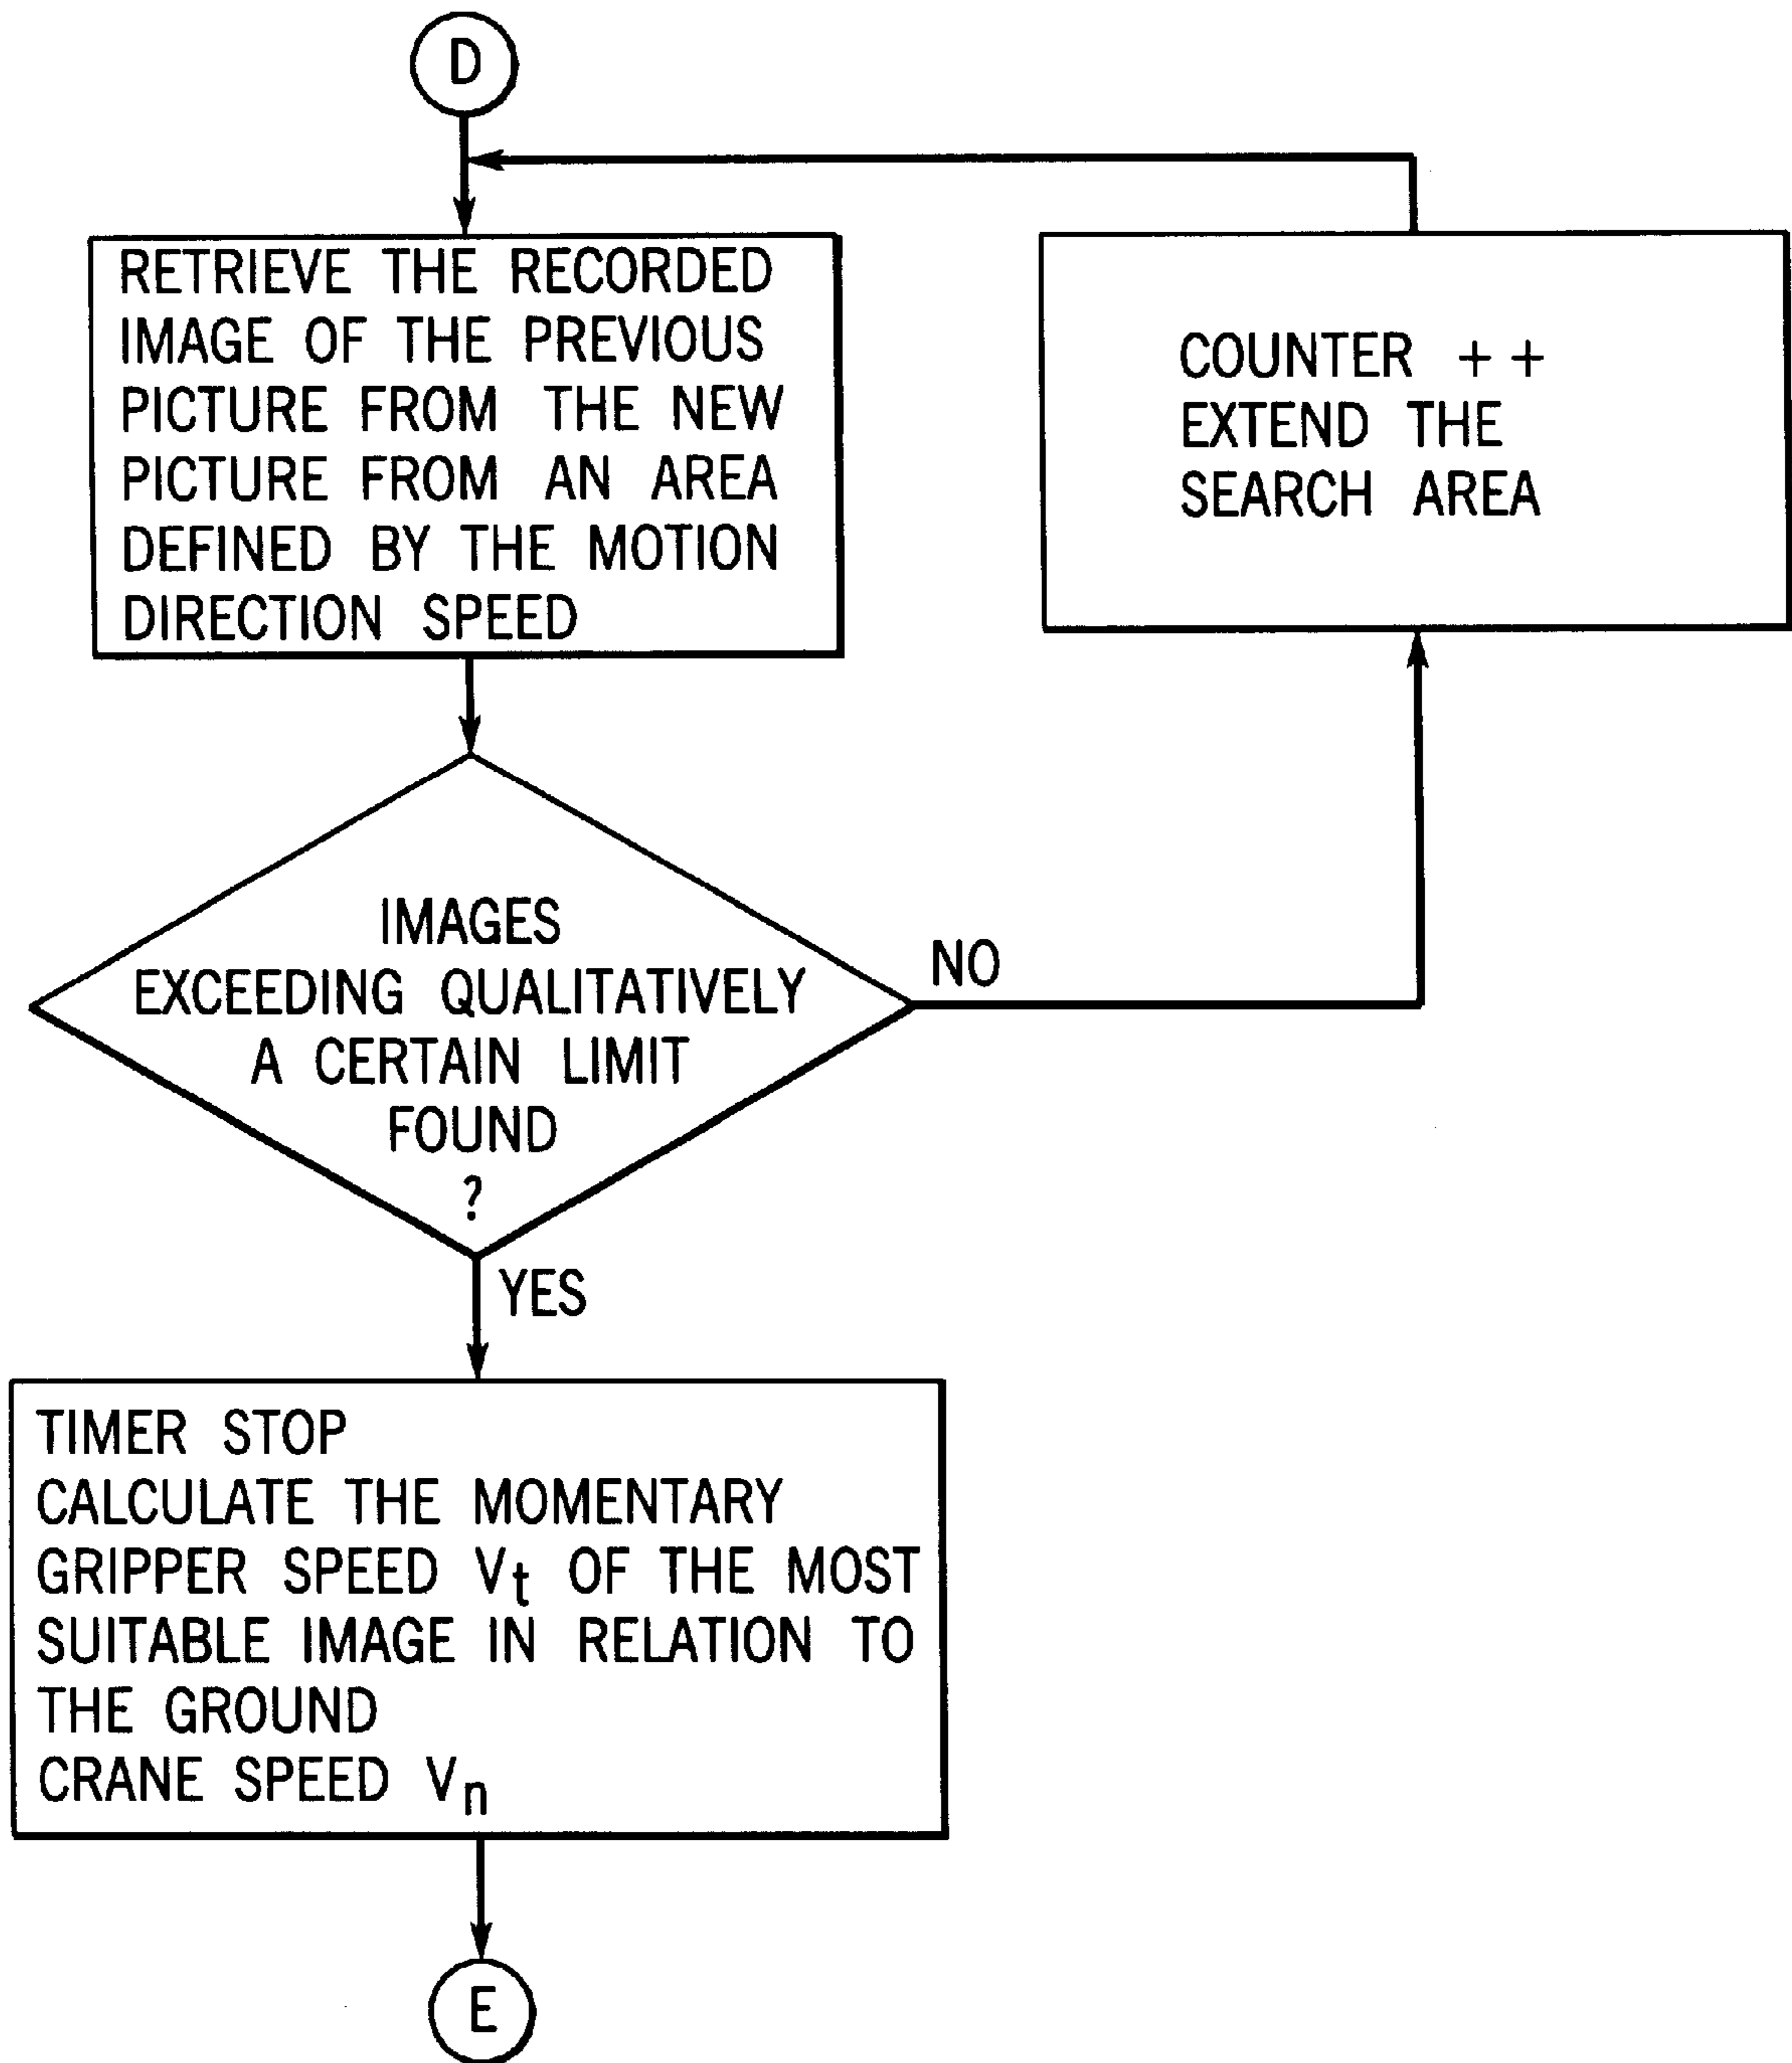 D
RETRIEVE THE RECORDED
IMAGE OF THE PREVIOUS
PICTURE FROM THE NEW
PICTURE FROM AN AREA
DEFINED BY THE MOTION
DIRECTION SPEED
COUNTER ++
EXTEND THE
SEARCH AREA
IMAGES
EXCEEDING QUALITATIVELY
A CERTAIN LIMIT
FOUND
?
NO
YES
TIMER STOP
CALCULATE THE MOMENTARY
GRIPPER SPEED Vt OF THE MOST
SUITABLE IMAGE IN RELATION TO
THE GROUND
CRANE SPEED Vn
E